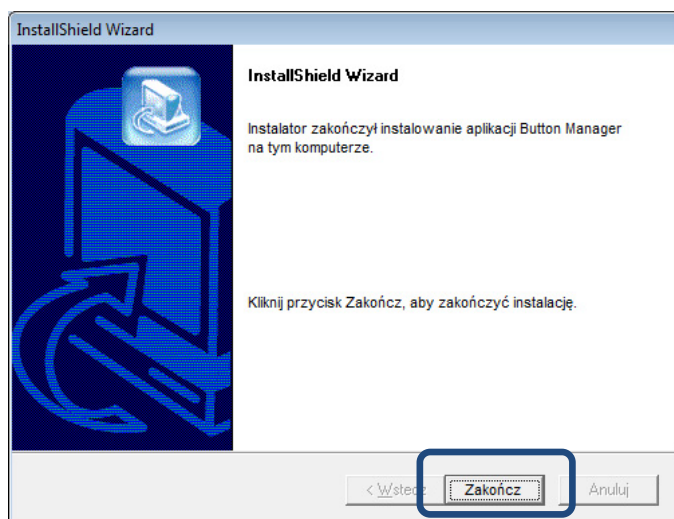 InstallShield Wizard
InstallShield Wizard
Instalator zakończył instalowanie aplikacji Button Manager
na tym komputerze.
Kliknij przycisk Zakończ, aby zakończyć instalację.
< Wstecz Zakończ Anuluj